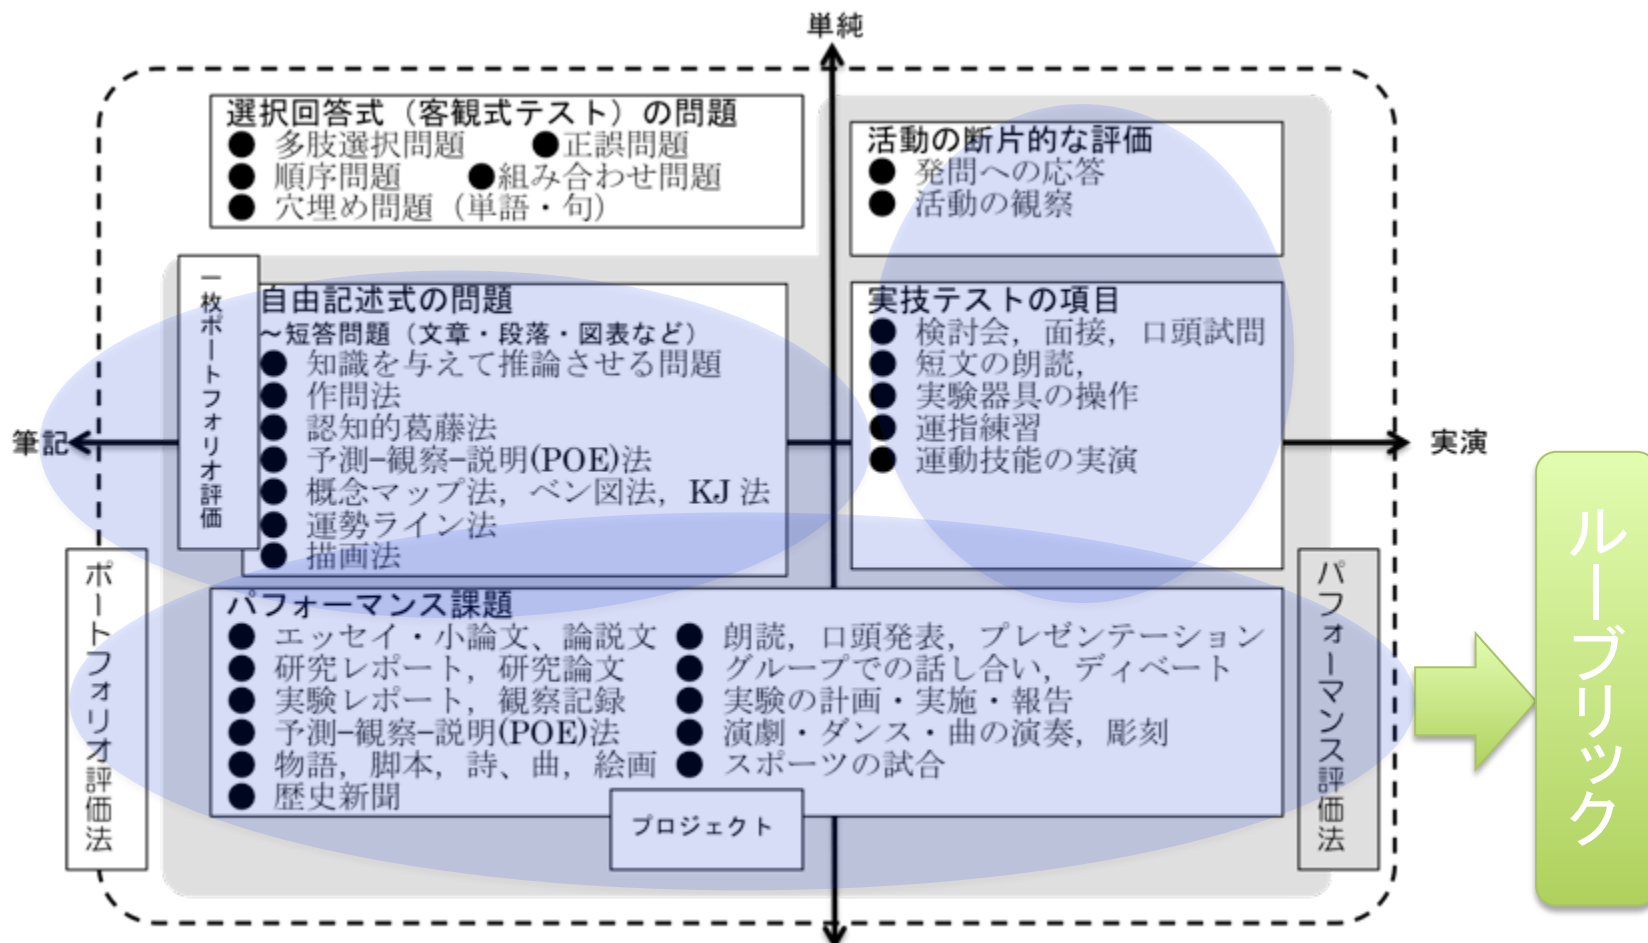 単純
選択回答式（客観式テスト）の問題
● 多肢選択問題 ●正誤問題
● 順序問題 ●組み合わせ問題
● 穴埋め問題（単語・句）
活動の断片的な評価
● 発問への応答
● 活動の観察
一枚ポートフォリオ評価
自由記述式の問題
～短答問題（文章・段落・図表など）
● 知識を与えて推論させる問題
● 作問法
● 認知的葛藤法
● 予測−観察−説明(POE)法
● 概念マップ法，ベン図法，KJ 法
● 運勢ライン法
● 描画法
実技テストの項目
● 検討会，面接，口頭試問
● 短文の朗読，
● 実験器具の操作
● 運指練習
● 運動技能の実演
筆記
実演
ポートフォリオ評価法
パフォーマンス課題
● エッセイ・小論文、論説文
● 研究レポート，研究論文
● 実験レポート，観察記録
● 予測−観察−説明(POE)法
● 物語，脚本，詩、曲，絵画
● 歴史新聞
● 朗読，口頭発表，プレゼンテーション
● グループでの話し合い，ディベート
● 実験の計画・実施・報告
● 演劇・ダンス・曲の演奏，彫刻
● スポーツの試合
プロジェクト
パフォーマンス評価法
ルーブリック